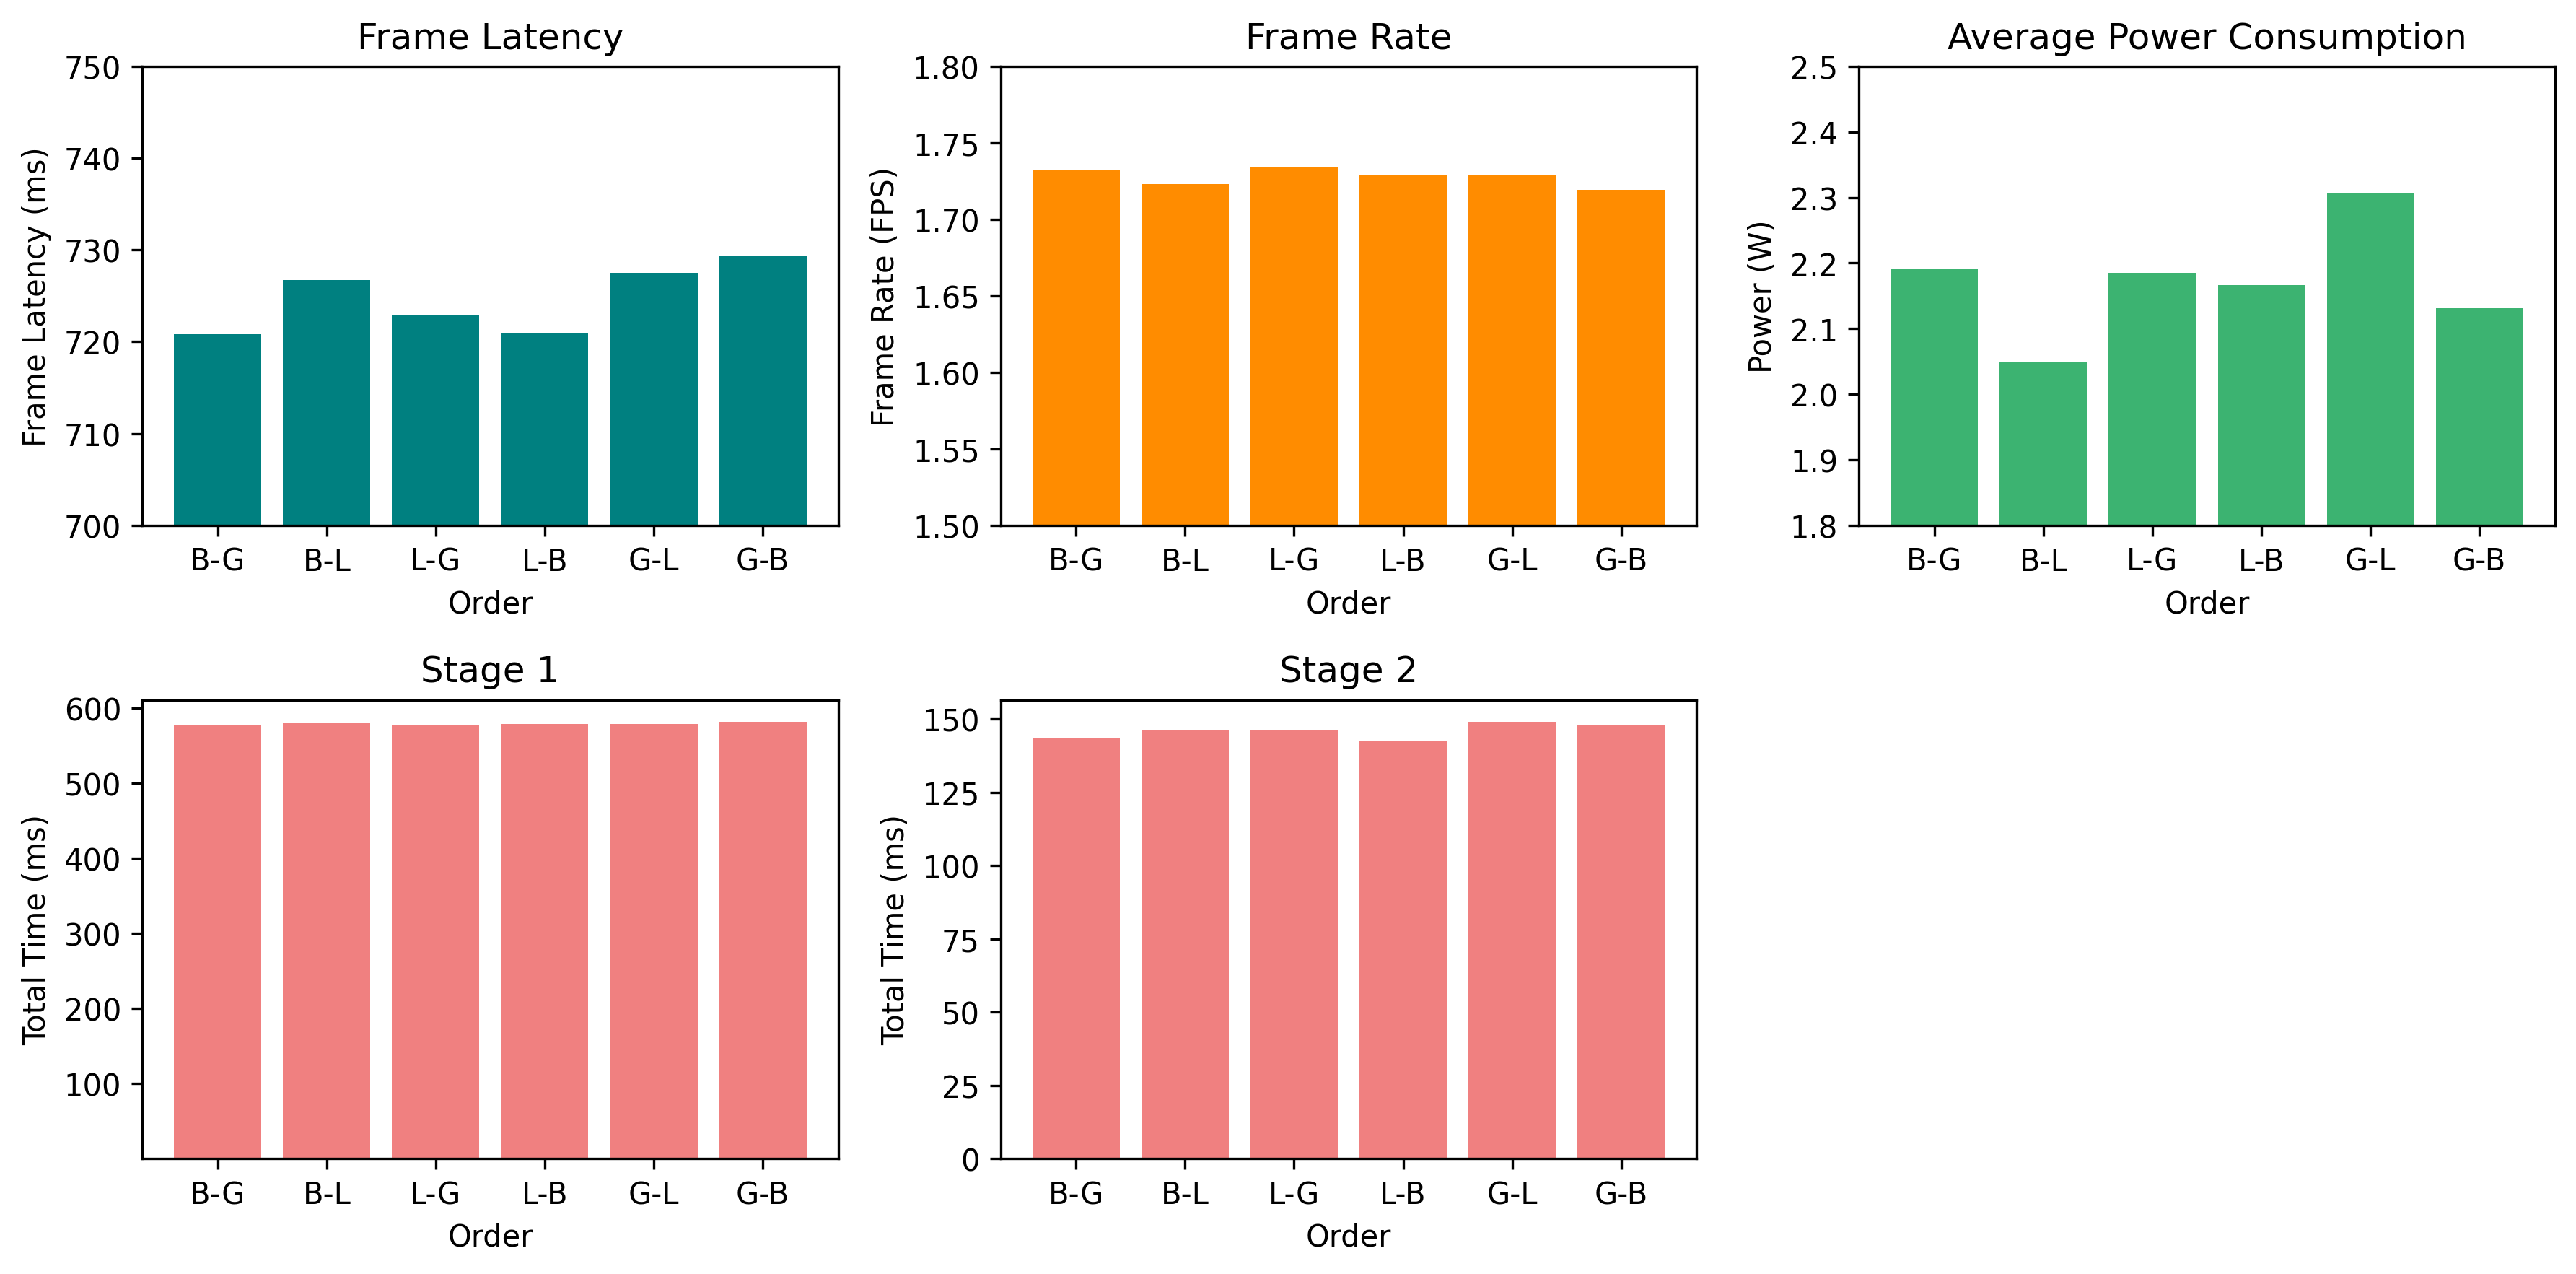 Frame Latency
750
740
730
720
710
700
Frame Latency (ms)
B-G B-L L-G L-B G-L G-B
Order
Frame Rate
1.80
1.75
1.70
1.65
1.60
1.55
1.50
Frame Rate (FPS)
B-G B-L L-G L-B G-L G-B
Order
Average Power Consumption
2.5
2.4
2.3
2.2
2.1
2.0
1.9
1.8
Power (W)
B-G B-L L-G L-B G-L G-B
Order
Stage 1
600
500
400
300
200
100
Total Time (ms)
B-G B-L L-G L-B G-L G-B
Order
Stage 2
150
125
100
75
50
25
0
Total Time (ms)
B-G B-L L-G L-B G-L G-B
Order